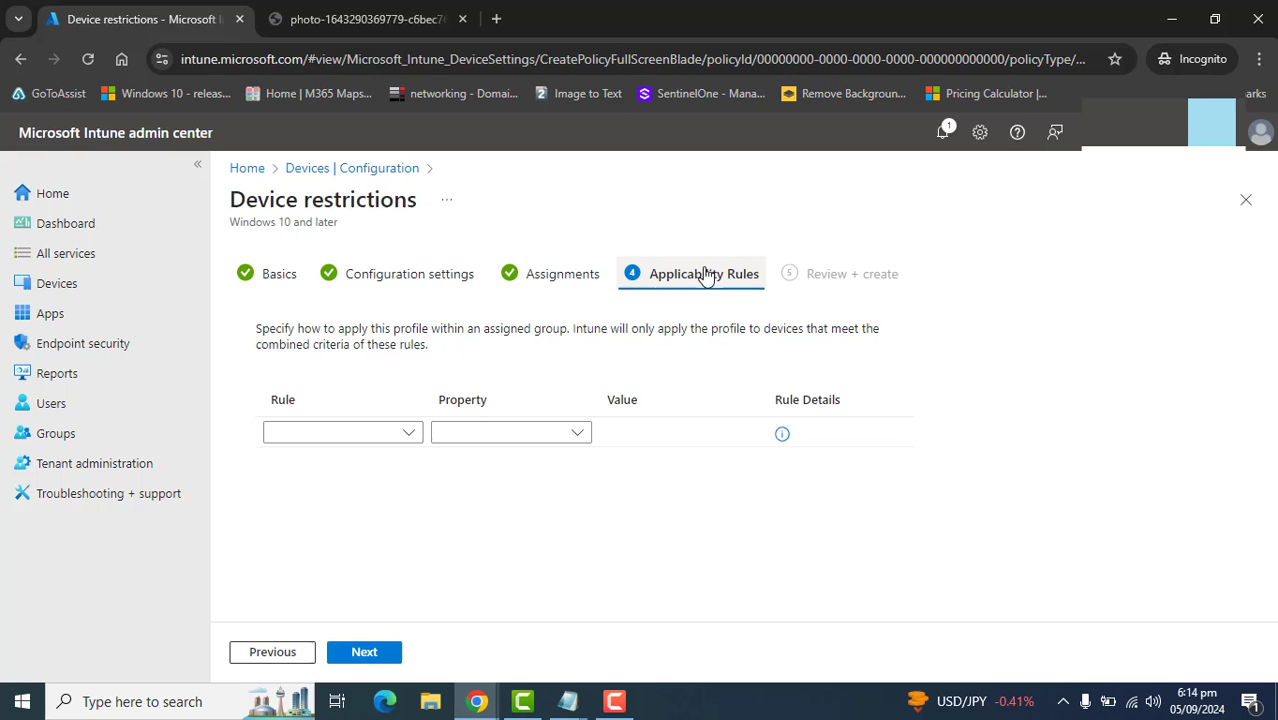 Device restrictions - Microsoft I
photo-1643290369779-c6bec7
intune.microsoft.com/#view/Microsoft_Intune_DeviceSettings/CreatePolicyFullScreenBlade/policyId/00000000-0000-0000-0000-000000000000/policyType/...
Incognito
GoToAssist
Windows 10 - releas...
Home | M365 Maps...
networking - Domai...
Image to Text
SentinelOne - Mana...
Remove Backgroun...
Pricing Calculator |...
arks
Microsoft Intune admin center
1
Home
Dashboard
All services
Devices
Apps
Endpoint security
Reports
Users
Groups
Tenant administration
Troubleshooting + support
Home > Devices | Configuration >
Device restrictions ...
Windows 10 and later
Basics
Configuration settings
Assignments
4 Applicability Rules
5 Review + create
Specify how to apply this profile within an assigned group. Intune will only apply the profile to devices that meet the
combined criteria of these rules.
Rule Property Value Rule Details
Previous
Next
Type here to search
USD/JPY -0.41%
6:14 pm
05/09/2024
1